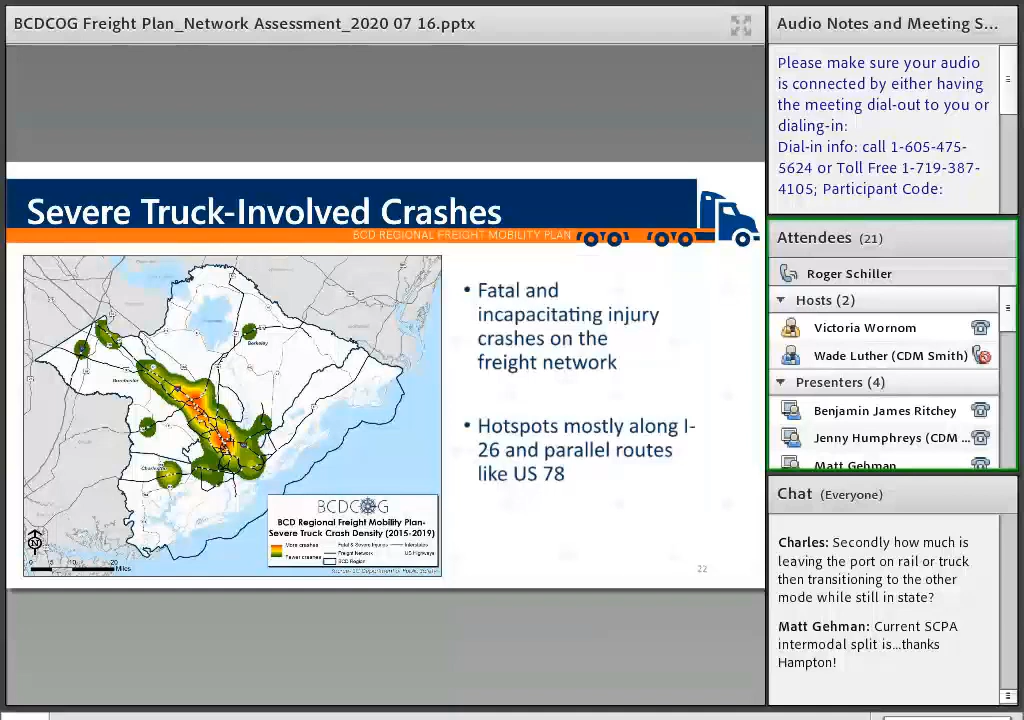 BCDCOG Freight Plan_Network Assessment_2020 07 16.pptx
Severe Truck-Involved Crashes
BCD REGIONAL FREIGHT MOBILITY PLAN
• Fatal and
incapacitating injury
crashes on the
freight network
• Hotspots mostly along I-
26 and parallel routes
like US 78
Berkeley
Dorchester
BCDCOG
BCD Regional Freight Mobility Plan-
Severe Truck Crash Density (2015-2019)
More crashes
Fewer crashes
Fatal & Severe Injuries
Freight Network
BCD Region
Interstates
US Highways
N
0 5 10 20
Miles
22
Audio Notes and Meeting S...
Please make sure your audio
is connected by either having
the meeting dial-out to you or
dialing-in:
Dial-in info: call 1-605-475-
5624 or Toll Free 1-719-387-
4105; Participant Code:
Attendees (21)
Roger Schiller
Hosts (2)
Victoria Wornom
Wade Luther (CDM Smith)
Presenters (4)
Benjamin James Ritchey
Jenny Humphreys (CDM ...
Matt Gehman
Chat (Everyone)
Charles: Secondly how much is
leaving the port on rail or truck
then transitioning to the other
mode while still in state?
Matt Gehman: Current SCPA
intermodal split is...thanks
Hampton!